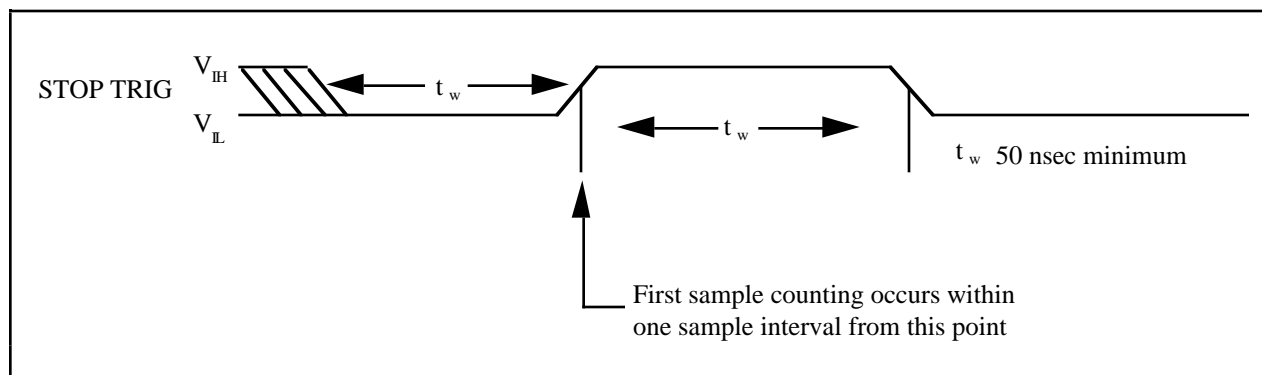 V_IH
STOP TRIG
t_w
V_IL
t_w
t_w 50 nsec minimum
First sample counting occurs within
one sample interval from this point